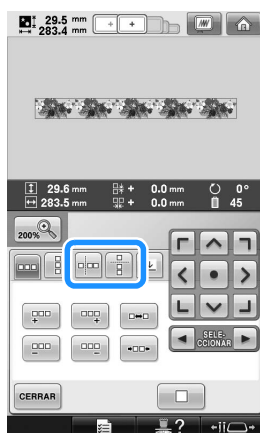 29.5 mm
283.4 mm
29.6 mm + 0.0 mm 0°
283.5 mm + 0.0 mm 45
200%
SELE-
CCIONAR
CERRAR
?